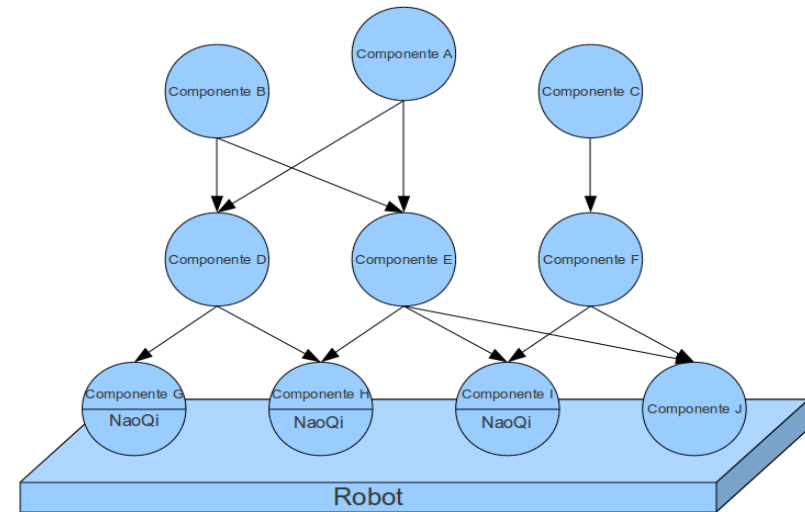 Componente A
Componente B
Componente C
Componente D
Componente E
Componente F
Componente G
NaoQi
Componente H
NaoQi
Componente I
NaoQi
Componente J
Robot